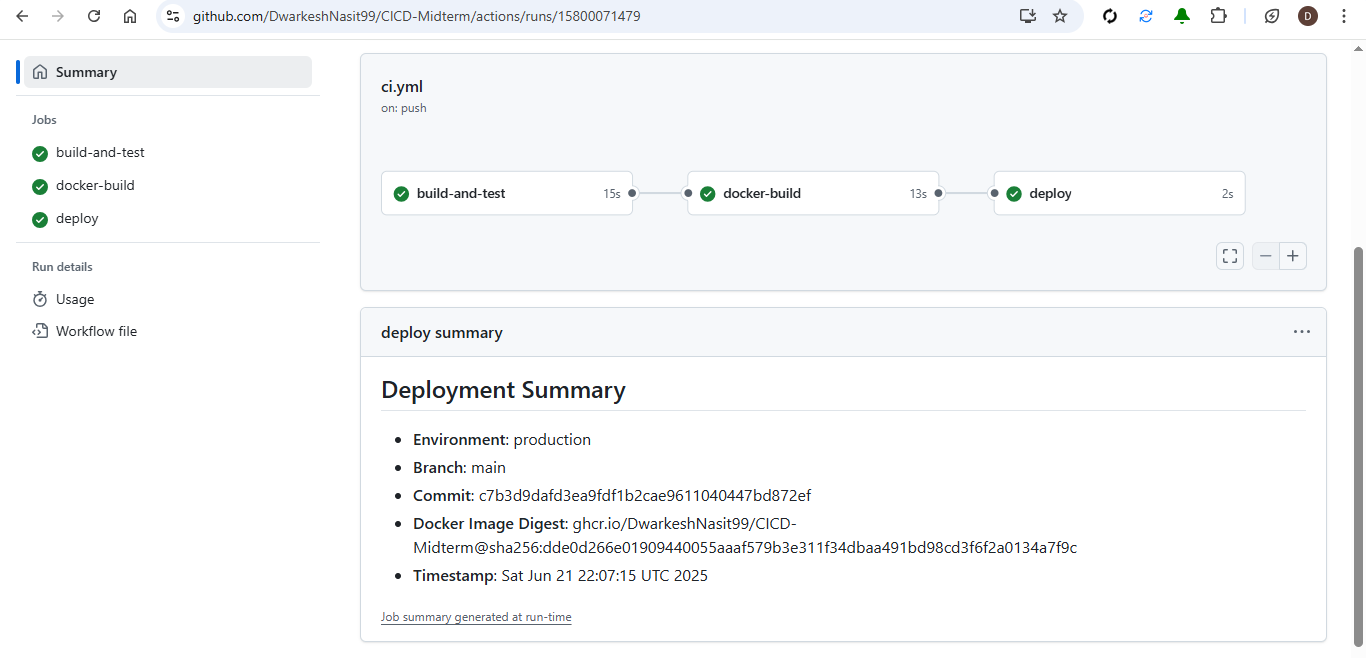 github.com/DwarkeshNasit99/CICD-Midterm/actions/runs/15800071479
D
Summary
Jobs
build-and-test
docker-build
deploy
Run details
Usage
Workflow file
ci.yml
on: push
build-and-test 15s
docker-build 13s
deploy 2s
deploy summary
Deployment Summary
Environment: production
Branch: main
Commit: c7b3d9dafd3ea9fdf1b2cae9611040447bd872ef
Docker Image Digest: ghcr.io/DwarkeshNasit99/CICD-
Midterm@sha256:dde0d266e01909440055aaaf579b3e311f34dbaa491bd98cd3f6f2a0134a7f9c
Timestamp: Sat Jun 21 22:07:15 UTC 2025
Job summary generated at run-time